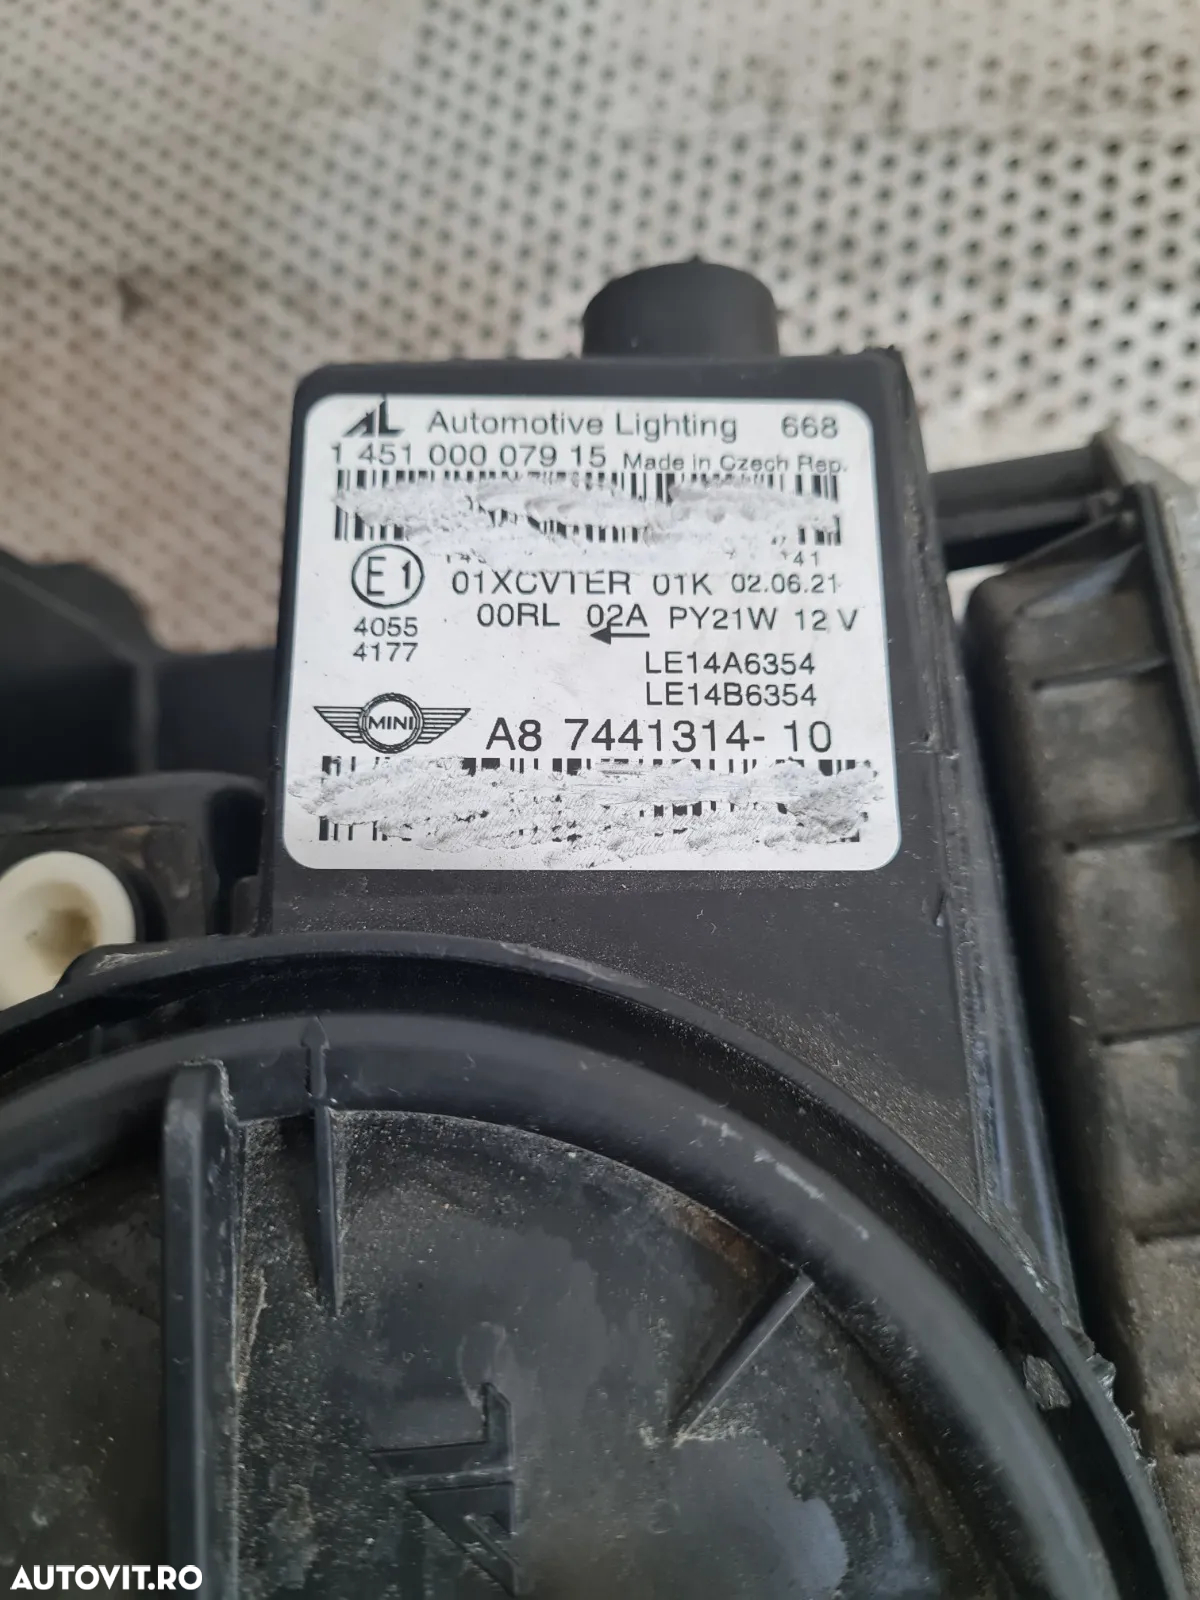 AL Automotive Lighting 668
1 451 000 079 15 Made in Czech Rep.
41
E1 01XCVTER 01K 02.06.21
4055 00RL 02A PY21W 12 V
4177 LE14A6354
LE14B6354
MINI A8 7441314-10
AL
AUTOVIT.RO